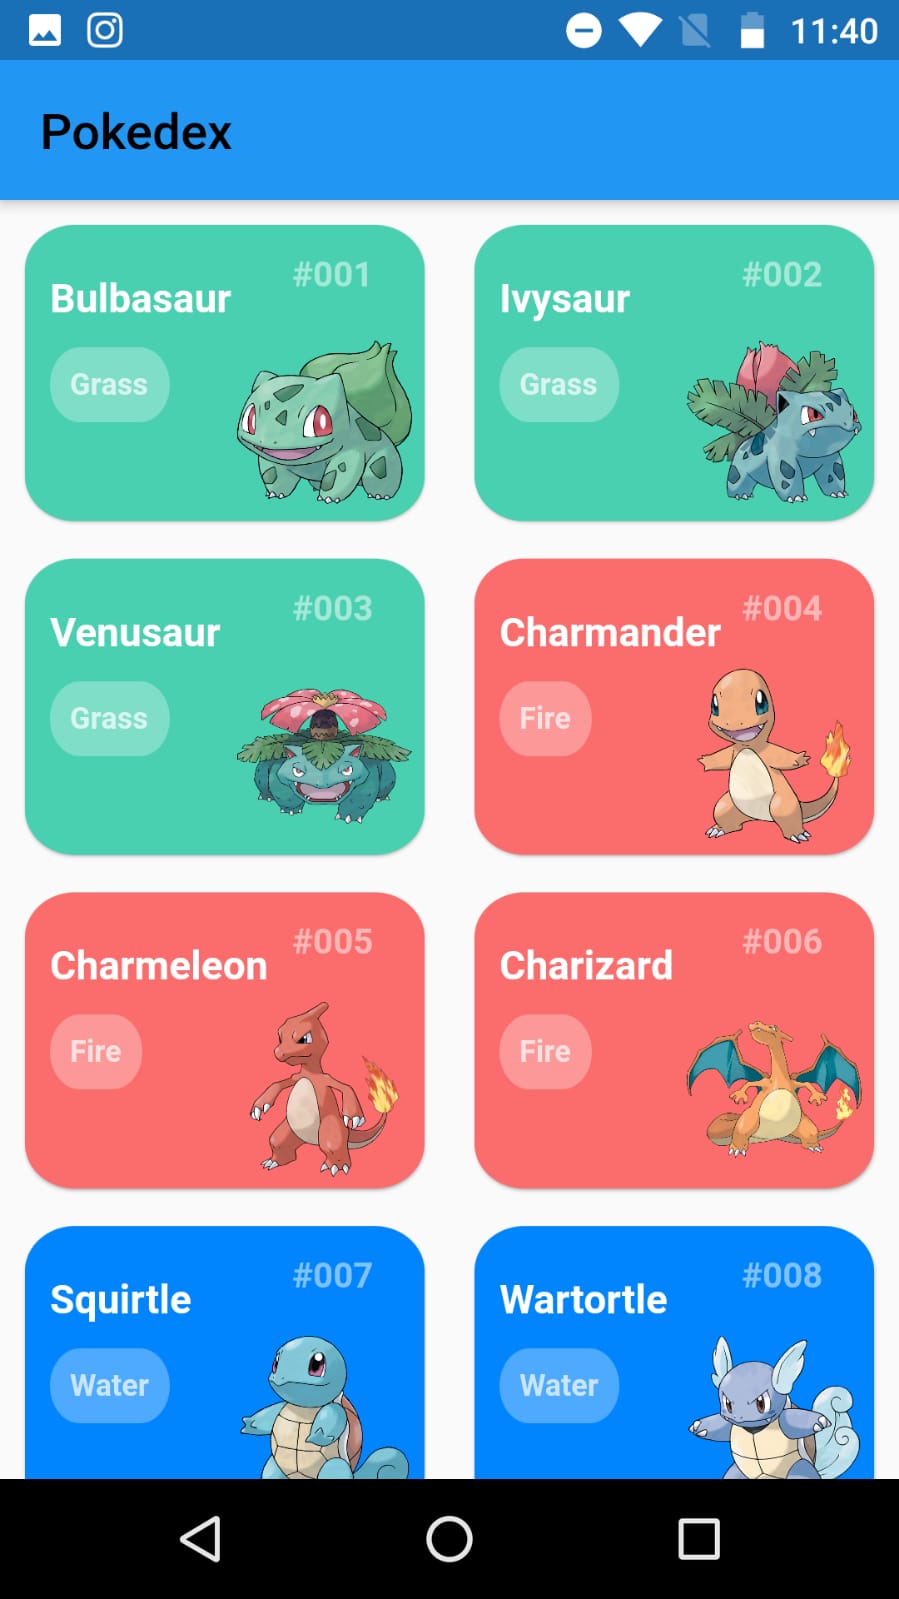 11:40
Pokedex
#001
Bulbasaur
Grass
#002
Ivysaur
Grass
#003
Venusaur
Grass
#004
Charmander
Fire
#005
Charmeleon
Fire
#006
Charizard
Fire
#007
Squirtle
Water
#008
Wartortle
Water